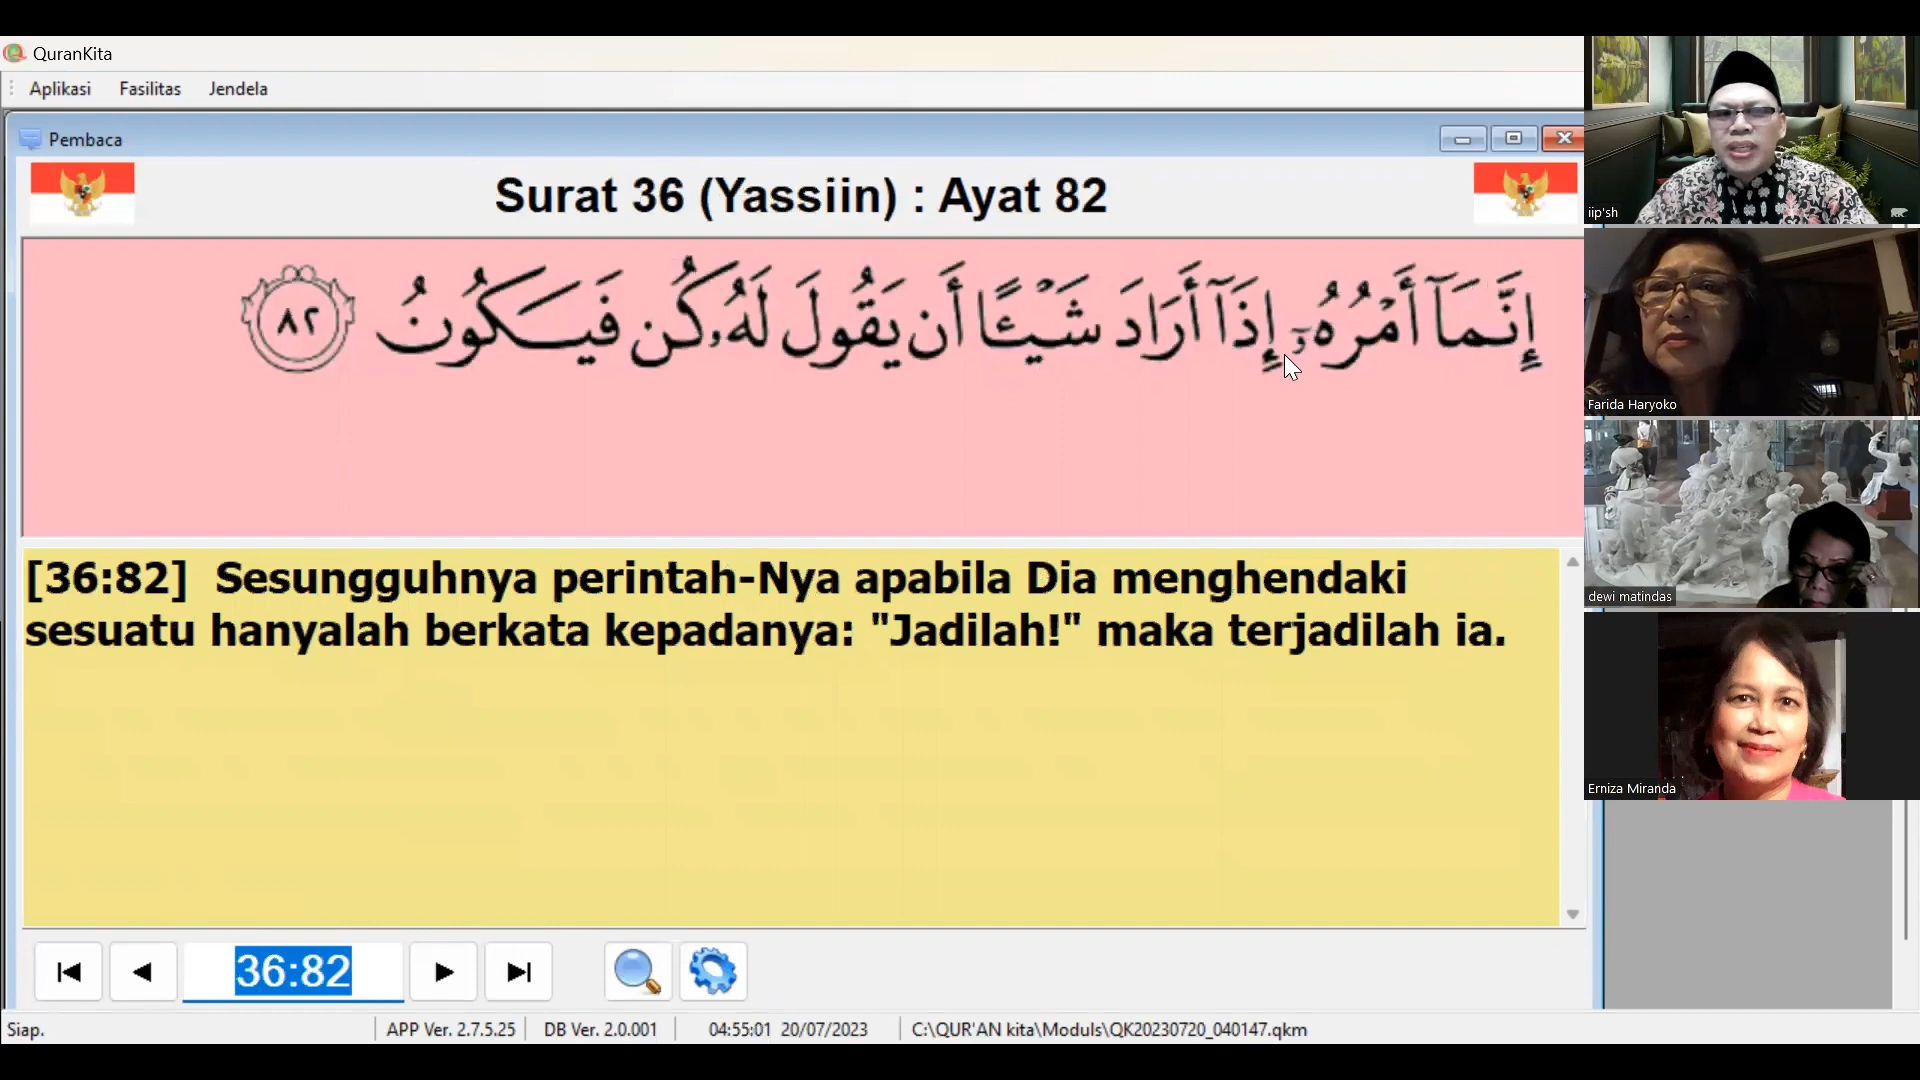 QuranKita
Aplikasi Fasilitas Jendela
Pembaca
Surat 36 (Yassiin) : Ayat 82
إِنَّمَآ أَمْرُهُۥٓ إِذَآ أَرَادَ شَيْـًٔا أَن يَقُولَ لَهُۥ كُن فَيَكُونُ ٨٢
[36:82] Sesungguhnya perintah-Nya apabila Dia menghendaki
sesuatu hanyalah berkata kepadanya: "Jadilah!" maka terjadilah ia.
36:82
Siap. APP Ver. 2.7.5.25 DB Ver. 2.0.001 04:55:01 20/07/2023 C:\QUR'AN kita\Moduls\QK20230720_040147.qkm
iip'sh
Farida Haryoko
dewi matindas
Erniza Miranda